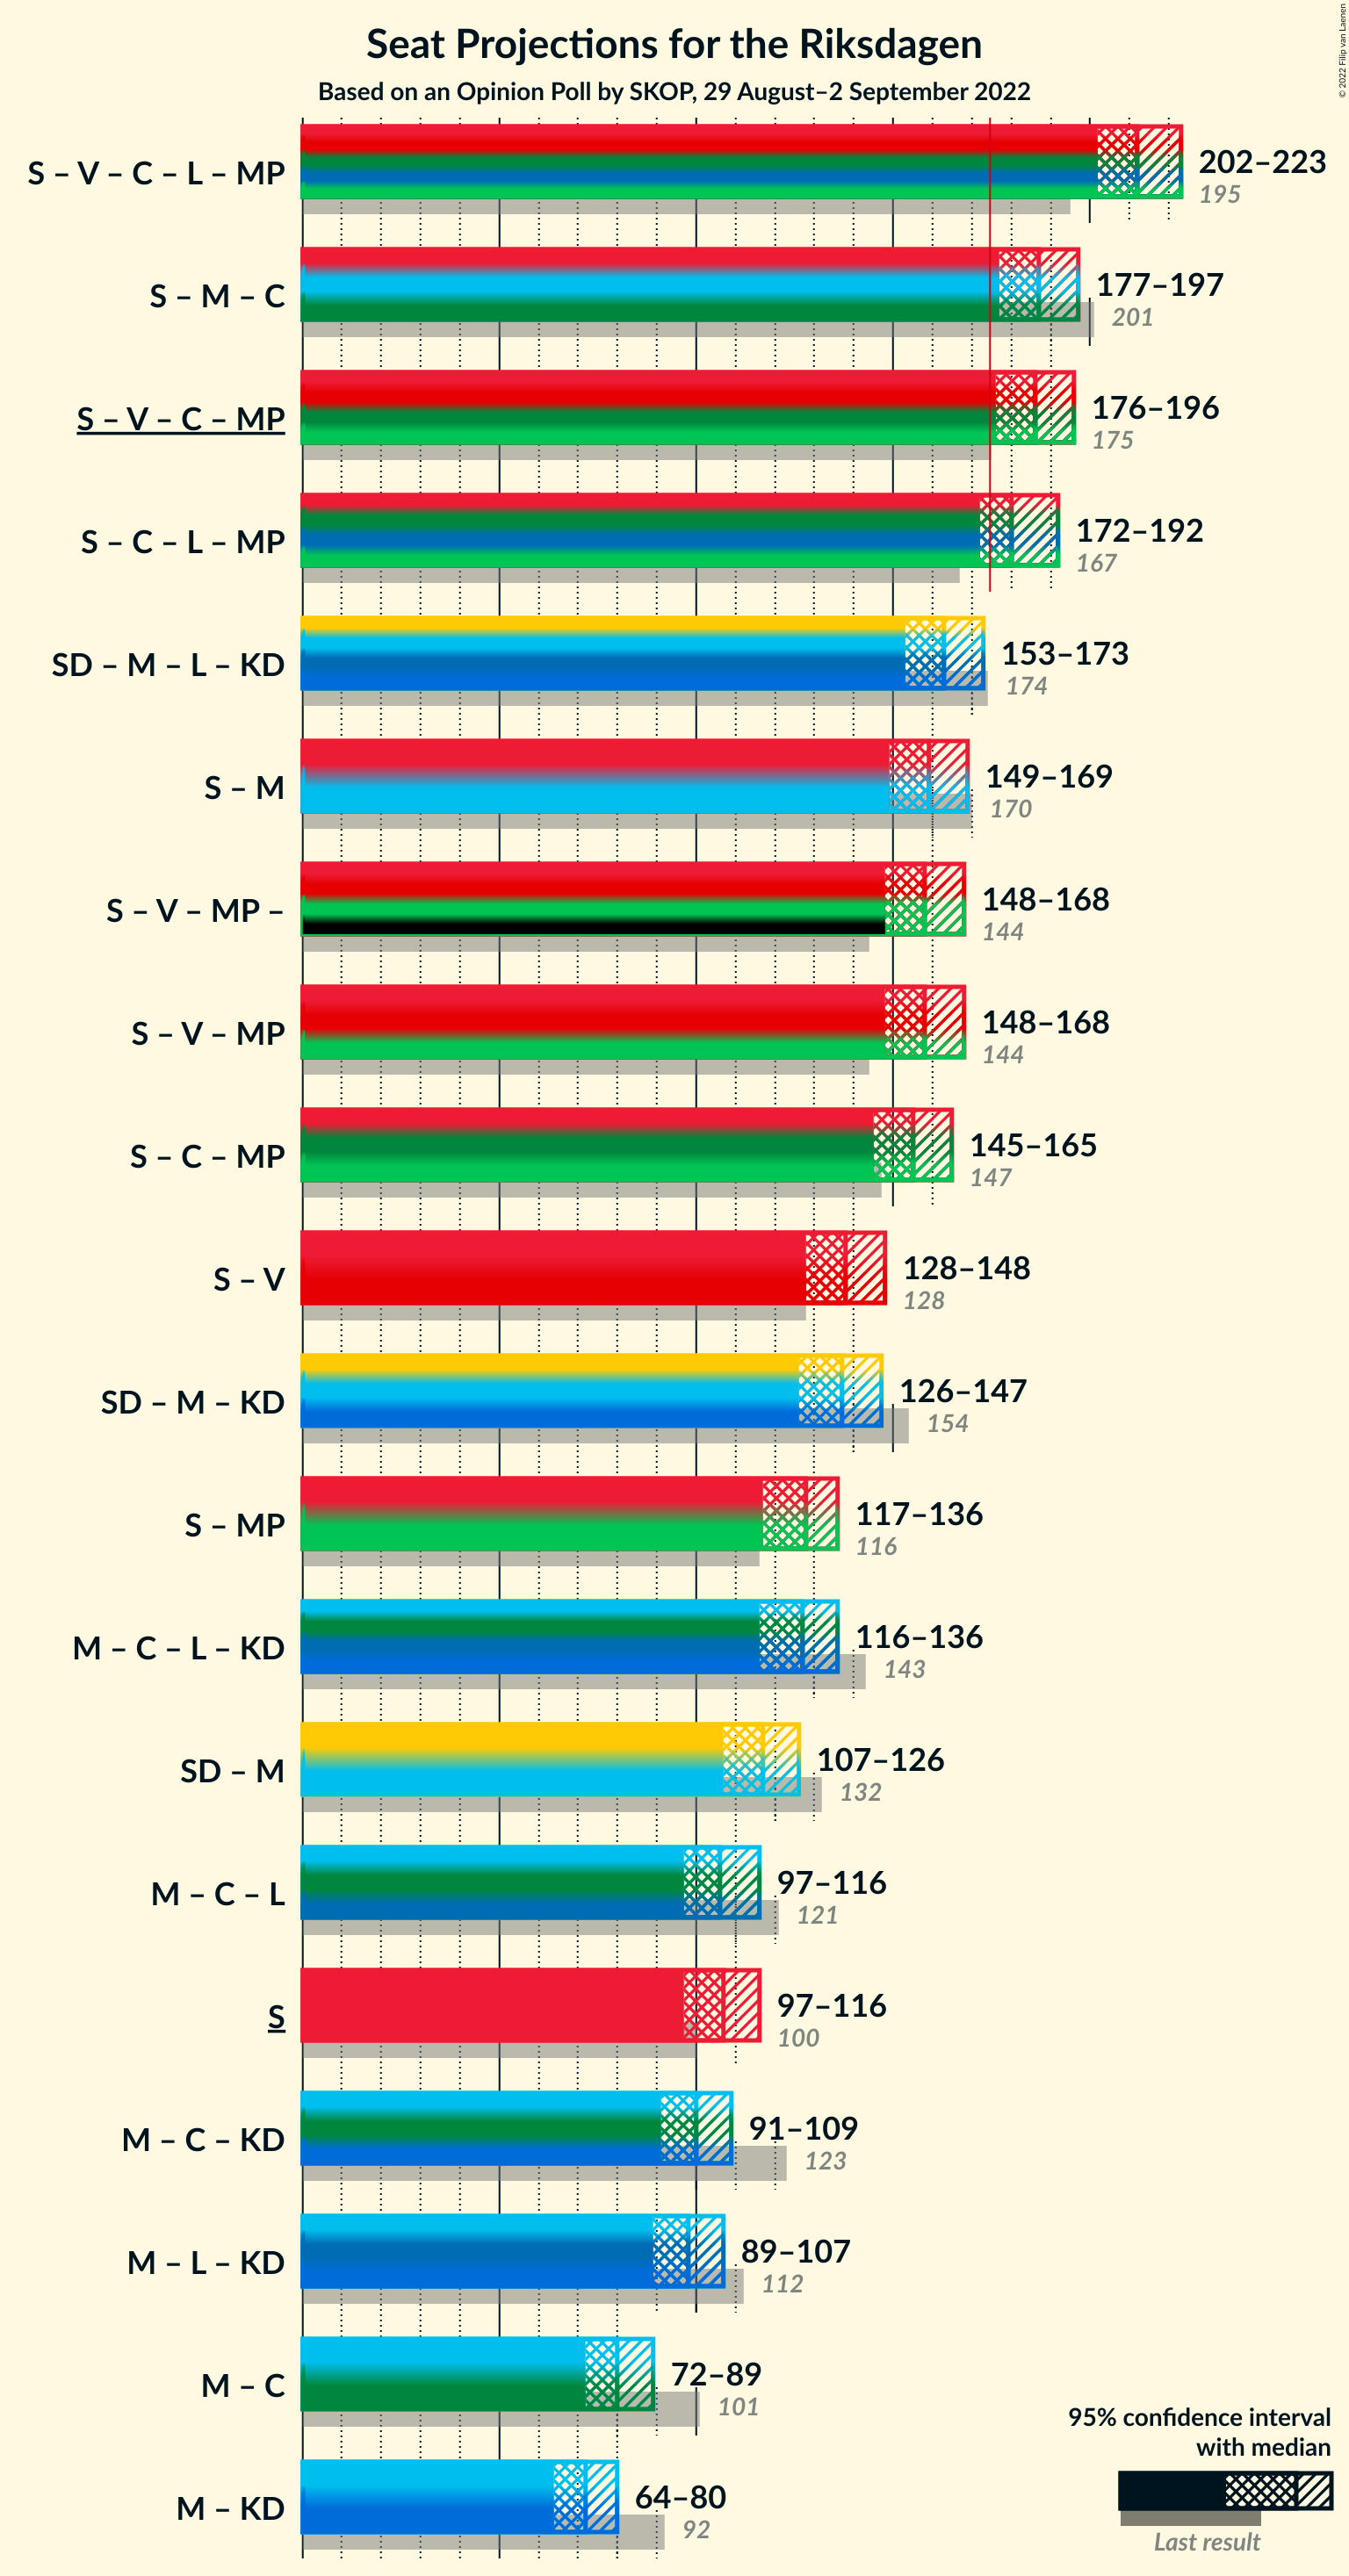 Seat Projections for the Riksdagen
Based on an Opinion Poll by SKOP, 29 August–2 September 2022
© 2022 Filip van Laenen
S – V – C – L – MP
202–223
195
S – M – C
177–197
201
S – V – C – MP
176–196
175
S – C – L – MP
172–192
167
SD – M – L – KD
153–173
174
S – M
149–169
170
S – V – MP –
148–168
144
S – V – MP
148–168
144
S – C – MP
145–165
147
S – V
128–148
128
SD – M – KD
126–147
154
S – MP
117–136
116
M – C – L – KD
116–136
143
SD – M
107–126
132
M – C – L
97–116
121
S
97–116
100
M – C – KD
91–109
123
M – L – KD
89–107
112
M – C
72–89
101
M – KD
64–80
92
95% confidence interval
with median
Last result